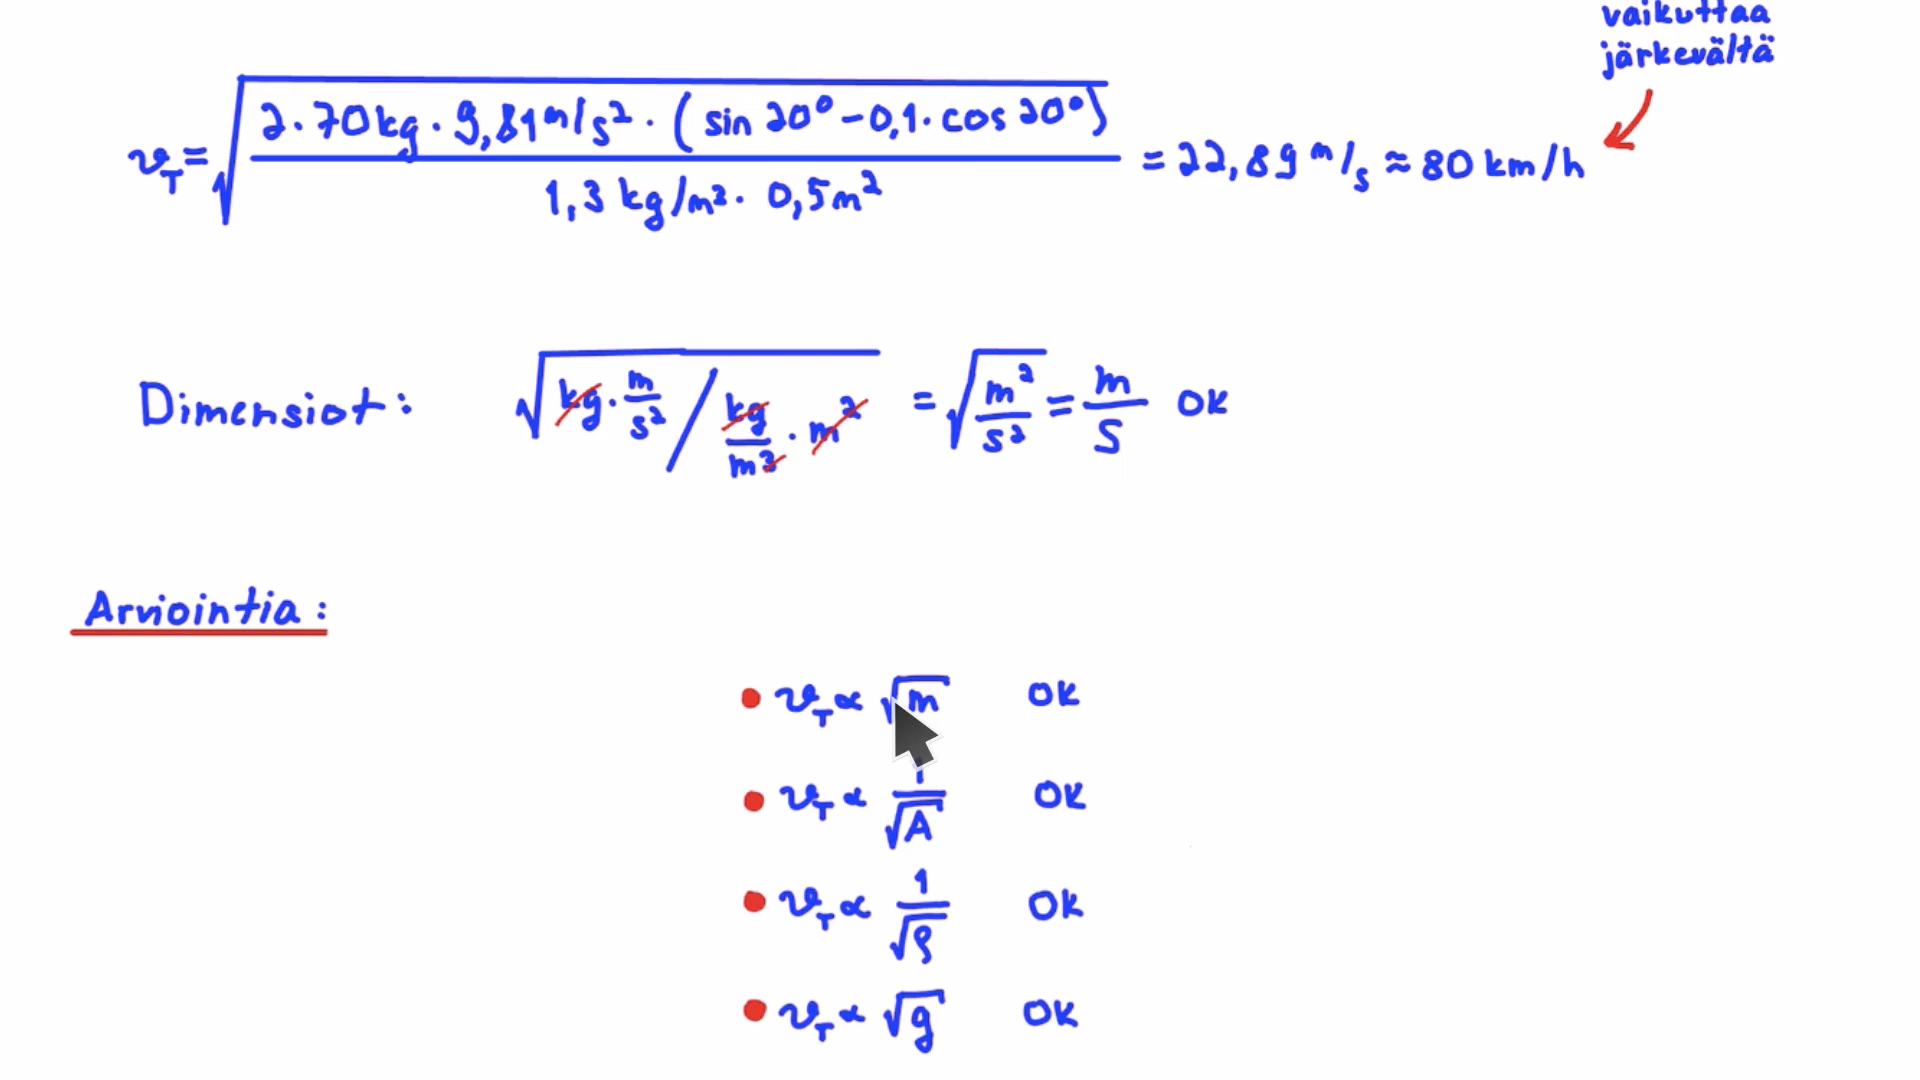 vaikuttaa
järkevältä
v_T = √(2·70kg·9,81 m/s²·(sin 20° − 0,1·cos 20°) / 1,3 kg/m³·0,5m²) = 22,89 m/s ≈ 80 km/h
Dimensiot: √(kg·m/s² / kg/m³·m²) = √(m²/s²) = m/s OK
Arviointia:
• v_T ∝ √m OK
• v_T ∝ 1/√A OK
• v_T ∝ 1/√ρ OK
• v_T ∝ √g OK